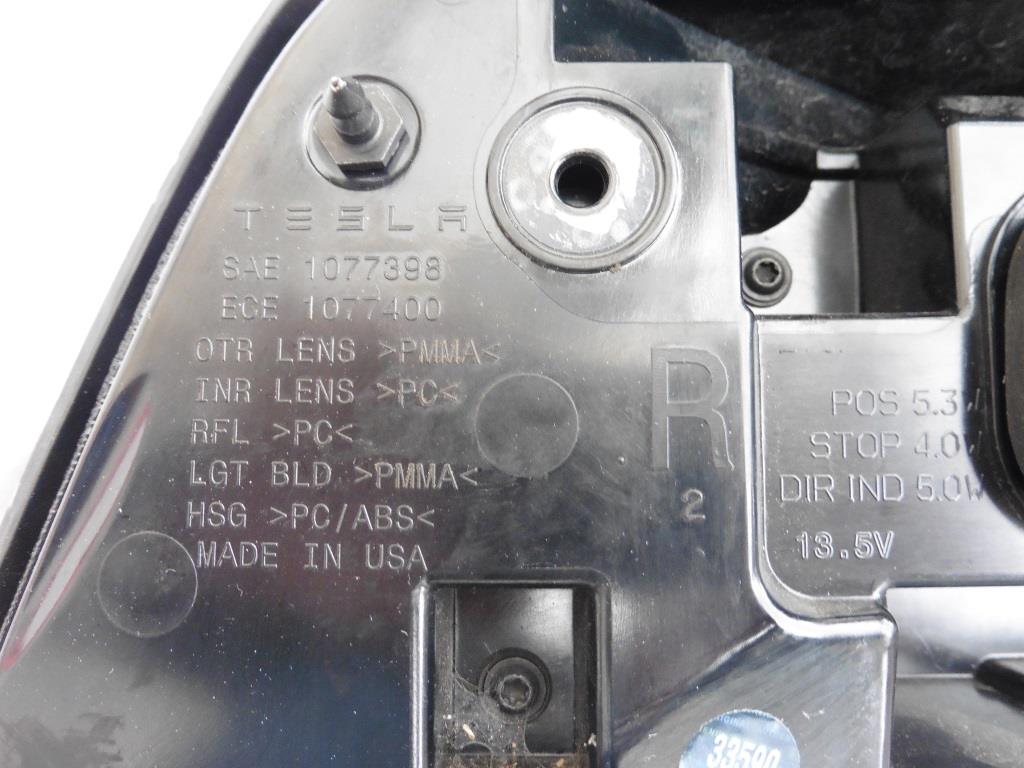 TESLA
SAE 1077398
ECE 1077400
OTR LENS >PMMA<
INR LENS >PC<
RFL >PC<
LGT BLD >PMMA<
HSG >PC/ABS<
MADE IN USA
R
2
POS 5.3W
STOP 4.0W
DIR IND 5.0W
13.5V
33590